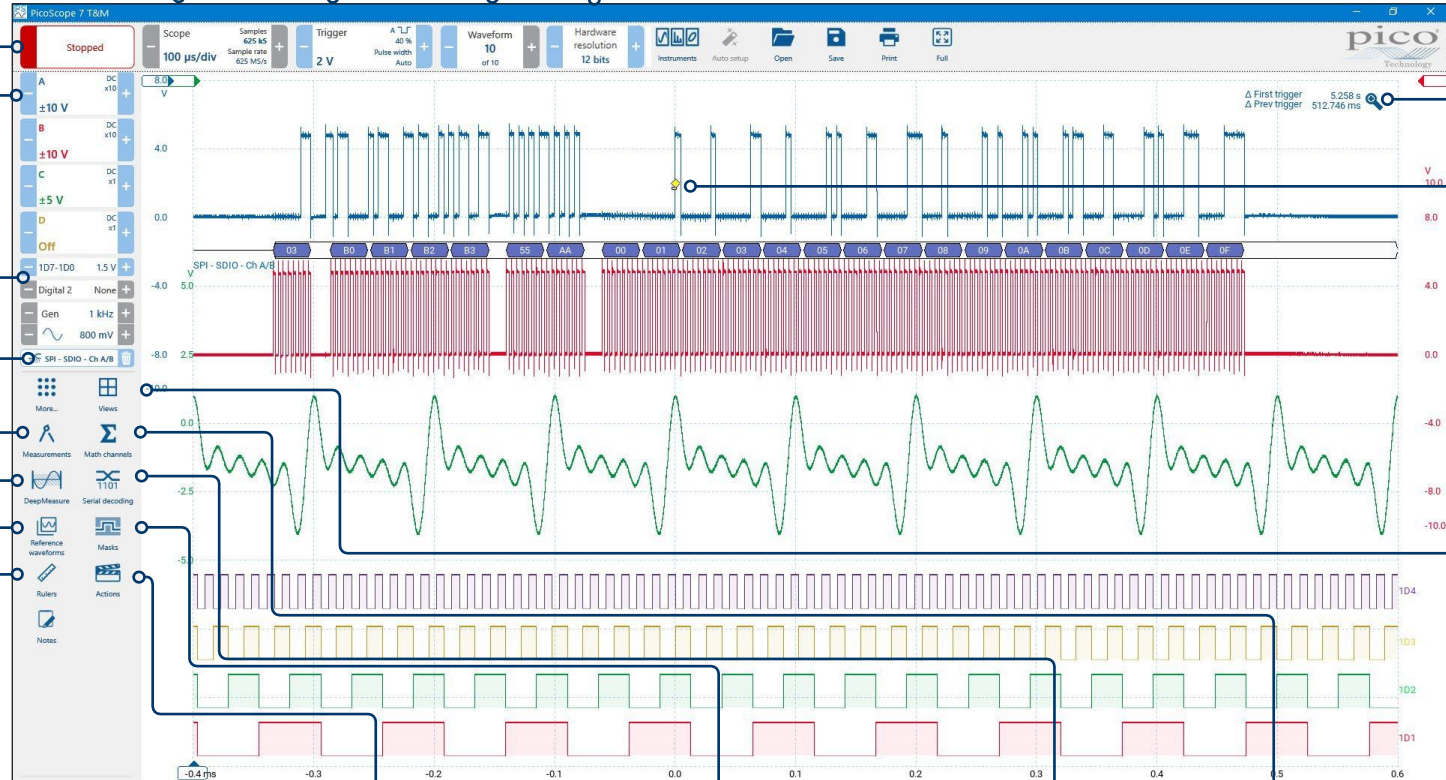 PicoScope 7 T&M
Stopped
Scope
100 µs/div
Samples
625 kS
Sample rate
625 MS/s
Trigger
2 V
A
40 %
Pulse width
Auto
Waveform
10
of 10
Hardware
resolution
12 bits
Instruments
Auto setup
Open
Save
Print
Full
pico
Technology
A
DC
x10
±10 V
B
DC
x10
±10 V
C
DC
x1
±5 V
D
DC
x1
Off
1D7-1D0 1.5 V
Digital 2 None
Gen 1 kHz
800 mV
SPI - SDIO - Ch A/B
More...
Views
Measurements
Math channels
DeepMeasure
1101
Serial decoding
Reference
waveforms
Masks
Rulers
Actions
Notes
8.0
V
4.0
0.0
-4.0
-8.0
-10.0
V
5.0
2.5
0.0
-2.5
-5.0
Δ First trigger 5.258 s
Δ Prev trigger 512.746 ms
SPI - SDIO - Ch A/B
03 B0 B1 B2 B3 55 AA 00 01 02 03 04 05 06 07 08 09 0A 0B 0C 0D 0E 0F
V
10.0
8.0
4.0
0.0
-4.0
-8.0
-10.0
1D4
1D3
1D2
1D1
-0.4 ms -0.3 -0.2 -0.1 0.0 0.1 0.2 0.3 0.4 0.5 0.6